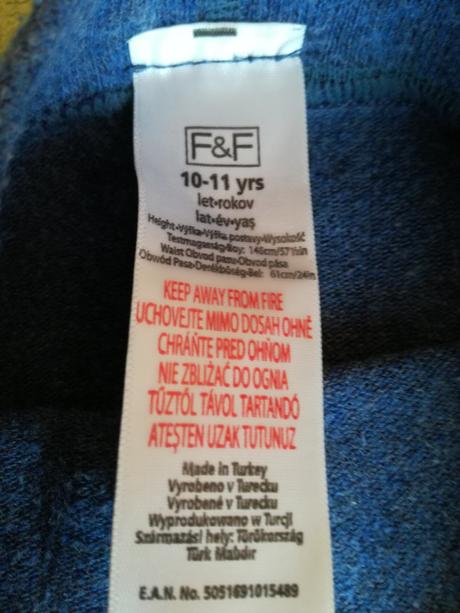 F&F
10-11 yrs
let•rokov
lat•év•yaş
Height•Výška•Výška postavy•Wysokość
Testmagasság•Boy: 146cm/57½in
Waist Obvod pasu•Obvod pása
Obwód Pasa•Derékbőség•Bel: 61cm/24in
KEEP AWAY FROM FIRE
UCHOVEJTE MIMO DOSAH OHNĚ
CHRÁŇTE PRED OHŇOM
NIE ZBLIŻAĆ DO OGNIA
TŰZTŐL TÁVOL TARTANDÓ
ATEŞTEN UZAK TUTUNUZ
Made in Turkey
Vyrobeno v Turecku
Vyrobené v Turecku
Wyprodukowano w Turcji
Származási hely: Törökország
Türk Malıdır
E.A.N. No. 5051691015489